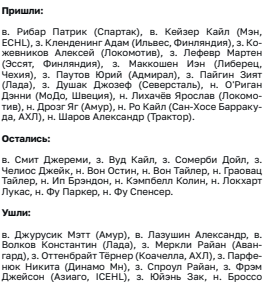 Пришли:
в. Рибар Патрик (Спартак), в. Кейзер Кайл (Мэн,
ECHL), з. Кленденинг Адам (Ильвес, Финляндия), з. Ко-
жевников Алексей (Локомотив), з. Лефевр Мартен
(Эссят, Финляндия), з. Маккошен Иэн (Либерец,
Чехия), з. Паутов Юрий (Адмирал), з. Пайгин Зият
(Лада), з. Душак Джозеф (Северсталь), н. О'Риган
Дэнни (МоДо, Швеция), н. Лихачёв Ярослав (Локомо-
тив), н. Дрозг Яг (Амур), н. Ро Кайл (Сан-Хосе Барраку-
да, АХЛ), н. Шаров Александр (Трактор).
Остались:
в. Смит Джереми, з. Вуд Кайл, з. Сомерби Дойл, з.
Челиос Джейк, н. Вон Остин, н. Вон Тайлер, н. Граовац
Тайлер, н. Ип Брэндон, н. Кэмпбелл Колин, н. Локхарт
Лукас, н. Фу Паркер, н. Фу Спенсер.
Ушли:
в. Джурусик Мэтт (Амур), в. Лазушин Александр, в.
Волков Константин (Лада), з. Меркли Райан (Аван-
гард), з. Оттенбрайт Тёрнер (Коачелла, АХЛ), з. Парфе-
нюк Никита (Динамо Мн), з. Спроул Райан, з. Фрэм
Джейсон (Азиаго, ICEHL), з. Юйэнь Зак, н. Броссо